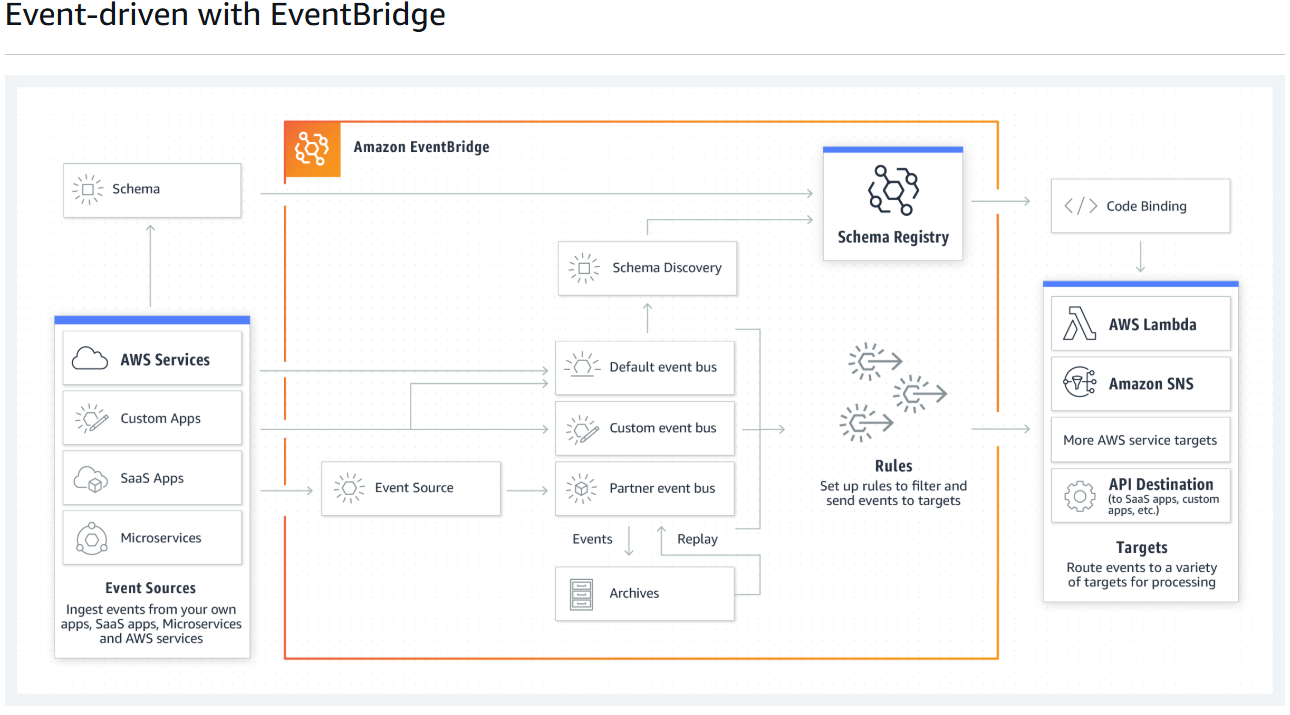 Event-driven with EventBridge
Amazon EventBridge
Schema
Schema Registry
Code Binding
Schema Discovery
AWS Services
Custom Apps
SaaS Apps
Microservices
Event Sources
Ingest events from your own
apps, SaaS apps, Microservices
and AWS services
Event Source
Default event bus
Custom event bus
Partner event bus
Events
Replay
Archives
Rules
Set up rules to filter and
send events to targets
AWS Lambda
Amazon SNS
More AWS service targets
API Destination
(to SaaS apps, custom
apps, etc.)
Targets
Route events to a variety
of targets for processing